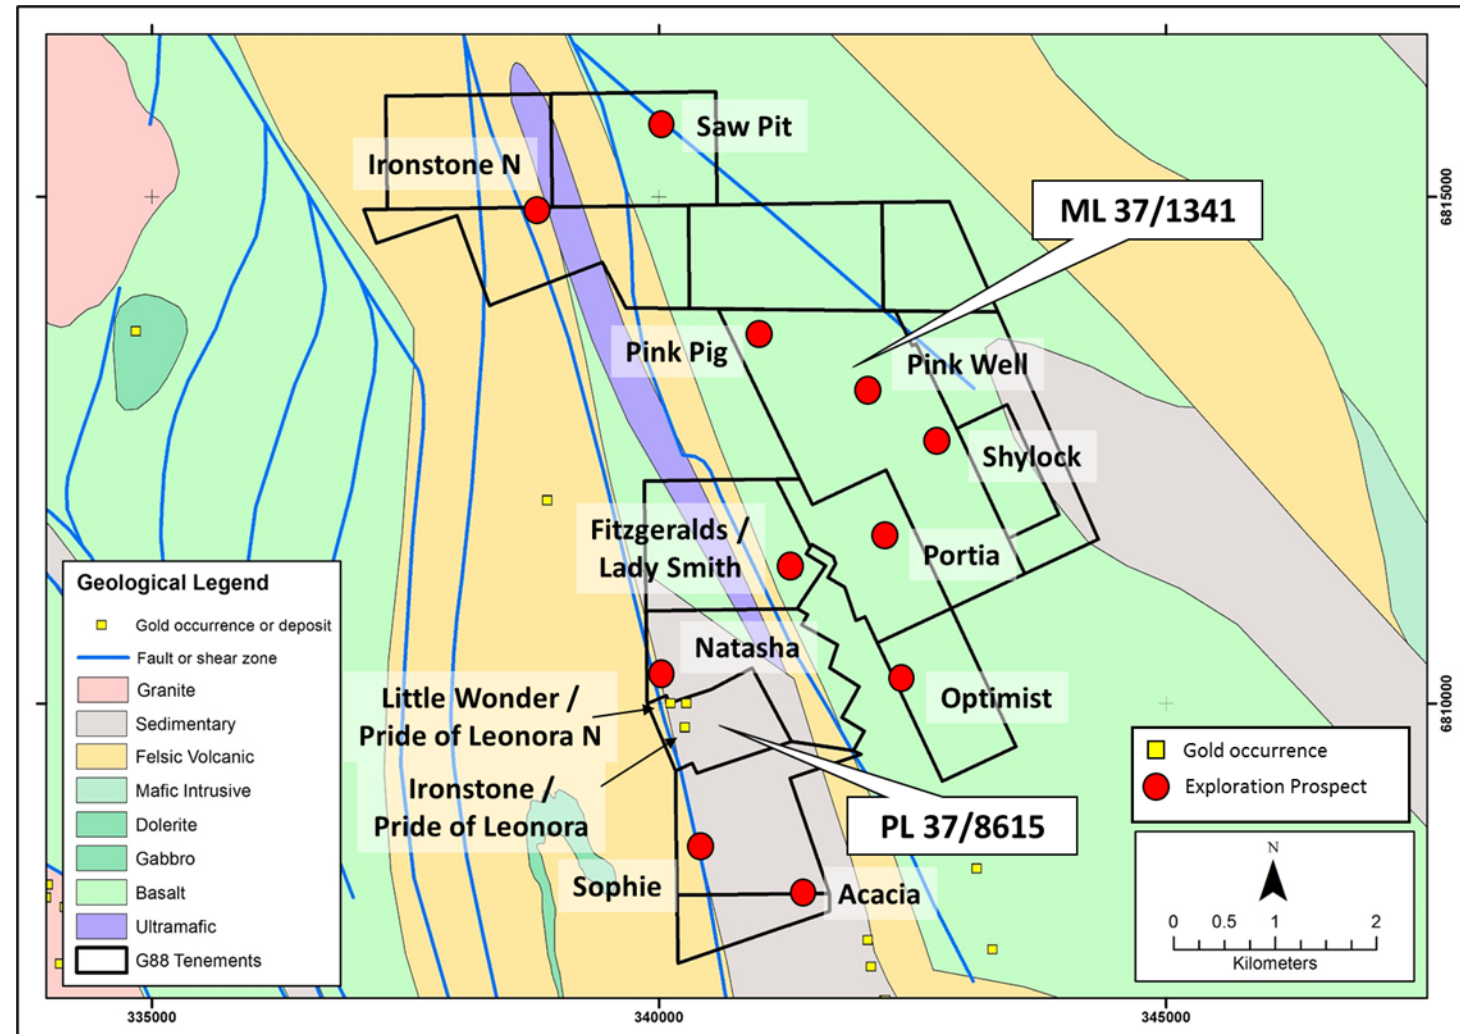 Saw Pit
Ironstone N
ML 37/1341
6815000
Pink Pig
Pink Well
Shylock
Fitzgeralds /
Lady Smith
Portia
Natasha
Optimist
Little Wonder /
Pride of Leonora N
6810000
Ironstone /
Pride of Leonora
PL 37/8615
Sophie
Acacia
Geological Legend
Gold occurrence or deposit
Fault or shear zone
Granite
Sedimentary
Felsic Volcanic
Mafic Intrusive
Dolerite
Gabbro
Basalt
Ultramafic
G88 Tenements
Gold occurrence
Exploration Prospect
N
0 0.5 1 2
Kilometers
335000 340000 345000